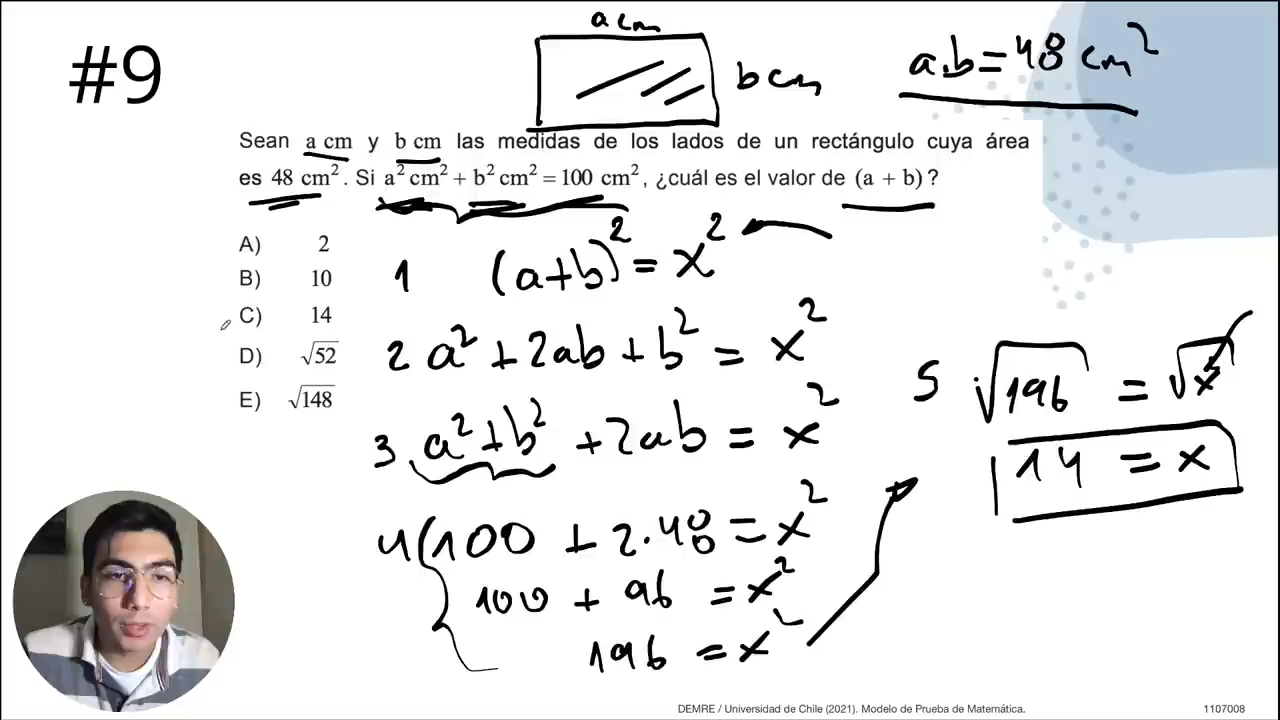 #9
a cm
b cm
a.b=48 cm²
Sean a cm y b cm las medidas de los lados de un rectángulo cuya área
es 48 cm². Si a² cm² + b² cm² = 100 cm², ¿cuál es el valor de (a + b)?
A) 2
B) 10
C) 14
D) √52
E) √148
1 (a+b)² = x²
2 a² + 2ab + b² = x²
3 a²+b² + 2ab = x²
4 100 + 2.48 = x²
100 + 96 = x²
196 = x²
5 √196 = √x²
14 = x
DEMRE / Universidad de Chile (2021). Modelo de Prueba de Matemática.
1107008